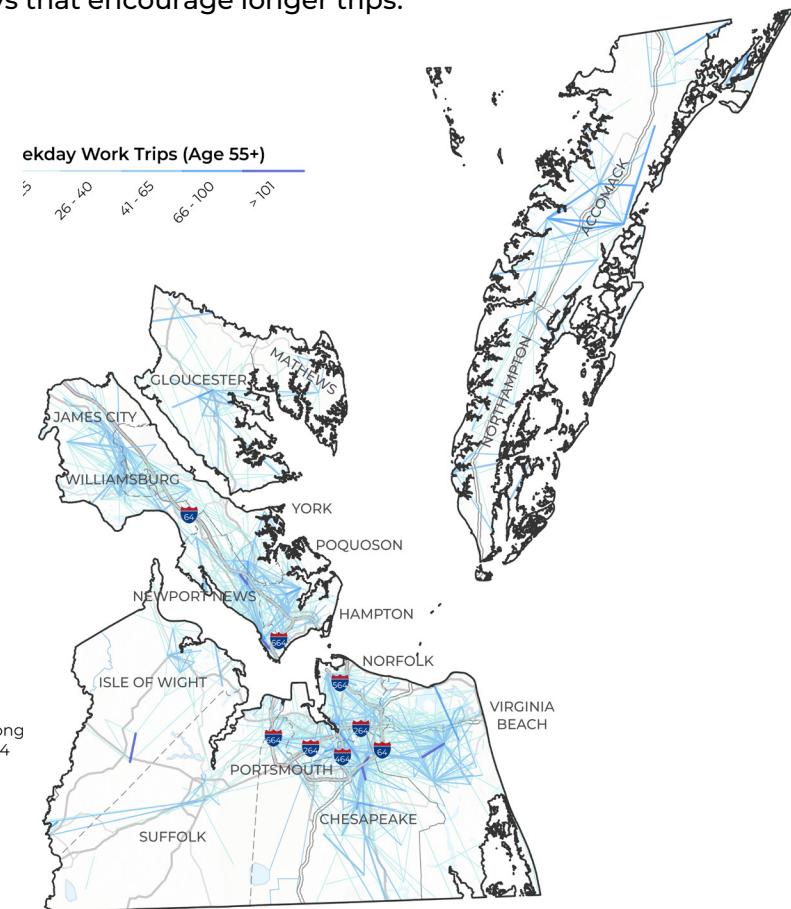 ys that encourage longer trips.
ekday Work Trips (Age 55+)
26 - 40
41 - 65
66 - 100
> 101
ACCOMACK
NORTHAMPTON
MATHEWS
GLOUCESTER
JAMES CITY
WILLIAMSBURG
YORK
64
POQUOSON
NEWPORT NEWS
HAMPTON
664
NORFOLK
ISLE OF WIGHT
564
VIRGINIA
BEACH
ong
4
664
264
264
464
64
PORTSMOUTH
CHESAPEAKE
SUFFOLK